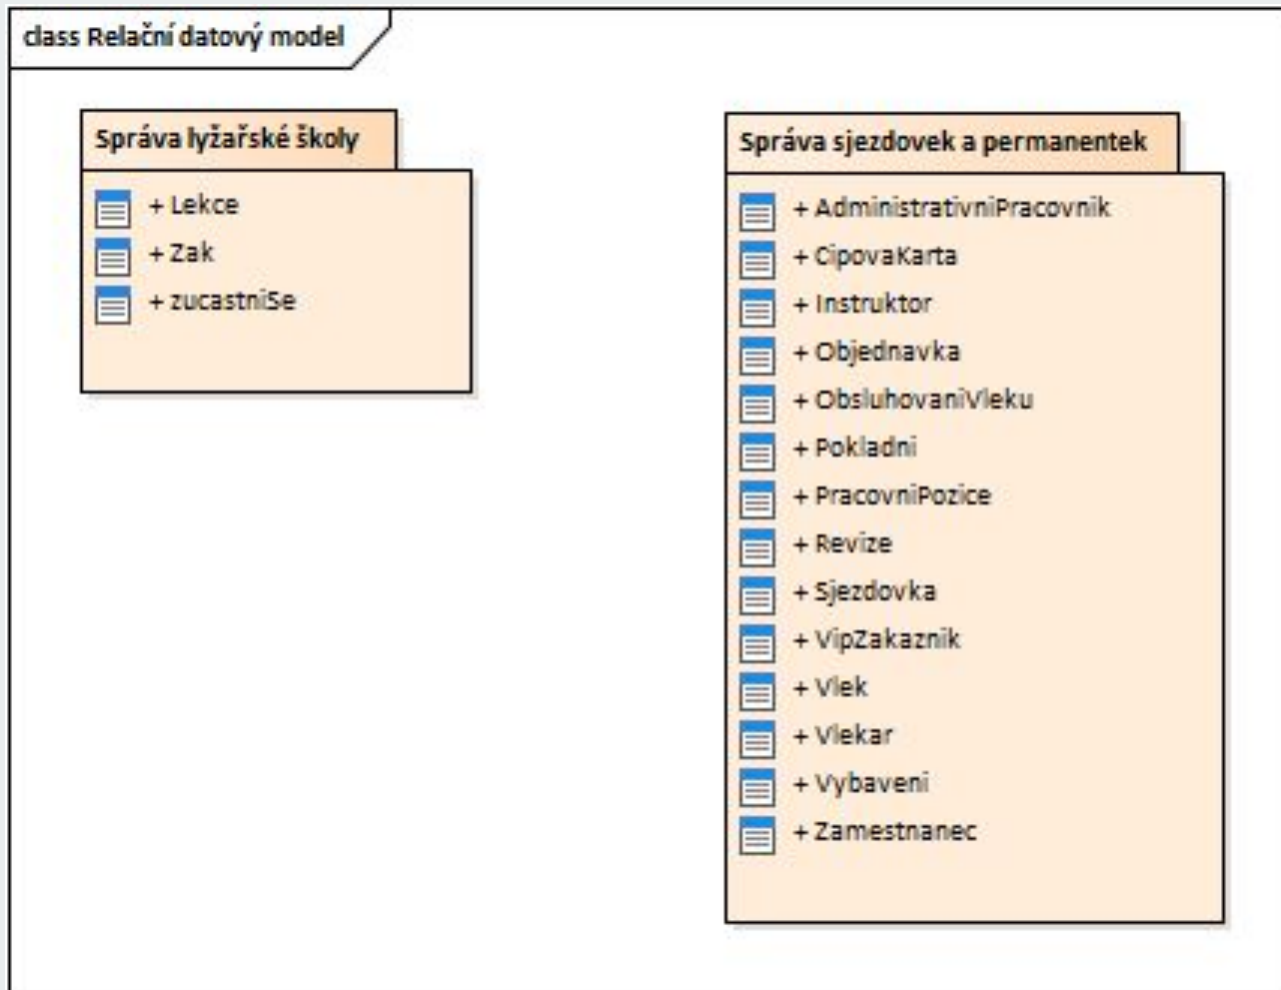 class Relační datový model
Správa lyžařské školy
+ Lekce
+ Zak
+ zucastniSe
Správa sjezdovek a permanentek
+ AdministrativniPracovnik
+ CipovaKarta
+ Instruktor
+ Objednavka
+ ObsluhovaniVleku
+ Pokladni
+ PracovniPozice
+ Revize
+ Sjezdovka
+ VipZakaznik
+ Vlek
+ Vlekar
+ Vybaveni
+ Zamestnanec